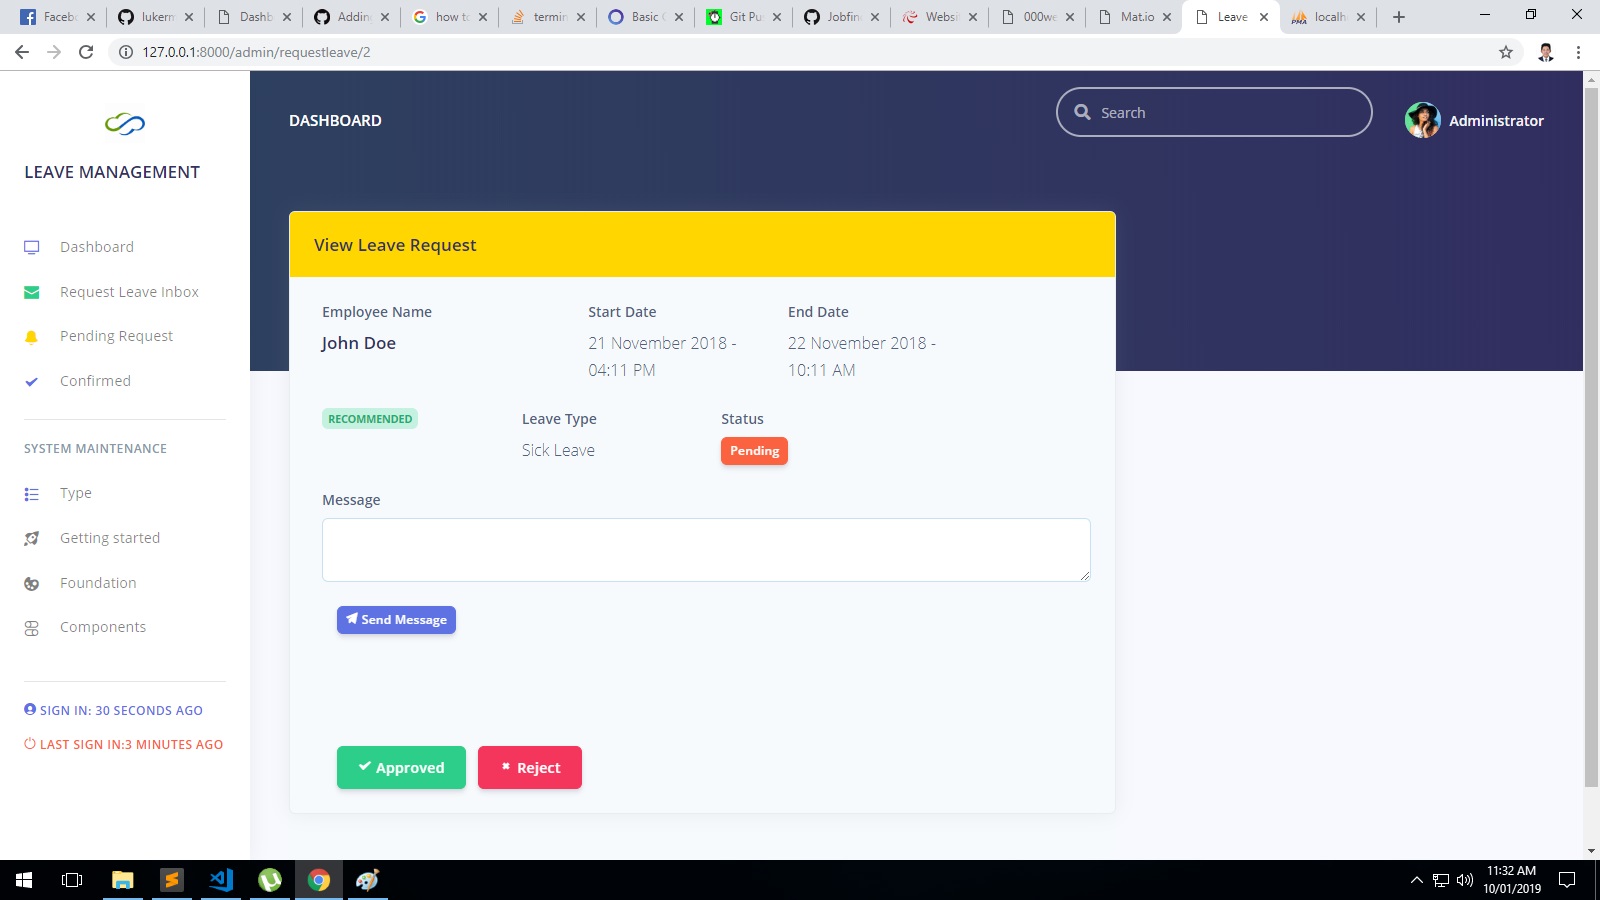 Faceb
lukerm
Dashb
Addin
how to
termin
Basic
Git Pu
Jobfin
Websi
000we
Mat.io
Leave
localh
127.0.0.1:8000/admin/requestleave/2
LEAVE MANAGEMENT
Dashboard
Request Leave Inbox
Pending Request
Confirmed
SYSTEM MAINTENANCE
Type
Getting started
Foundation
Components
SIGN IN: 30 SECONDS AGO
LAST SIGN IN:3 MINUTES AGO
DASHBOARD
Search
Administrator
View Leave Request
Employee Name
Start Date
End Date
John Doe
21 November 2018 -
04:11 PM
22 November 2018 -
10:11 AM
RECOMMENDED
Leave Type
Status
Sick Leave
Pending
Message
Send Message
Approved
Reject
11:32 AM
10/01/2019